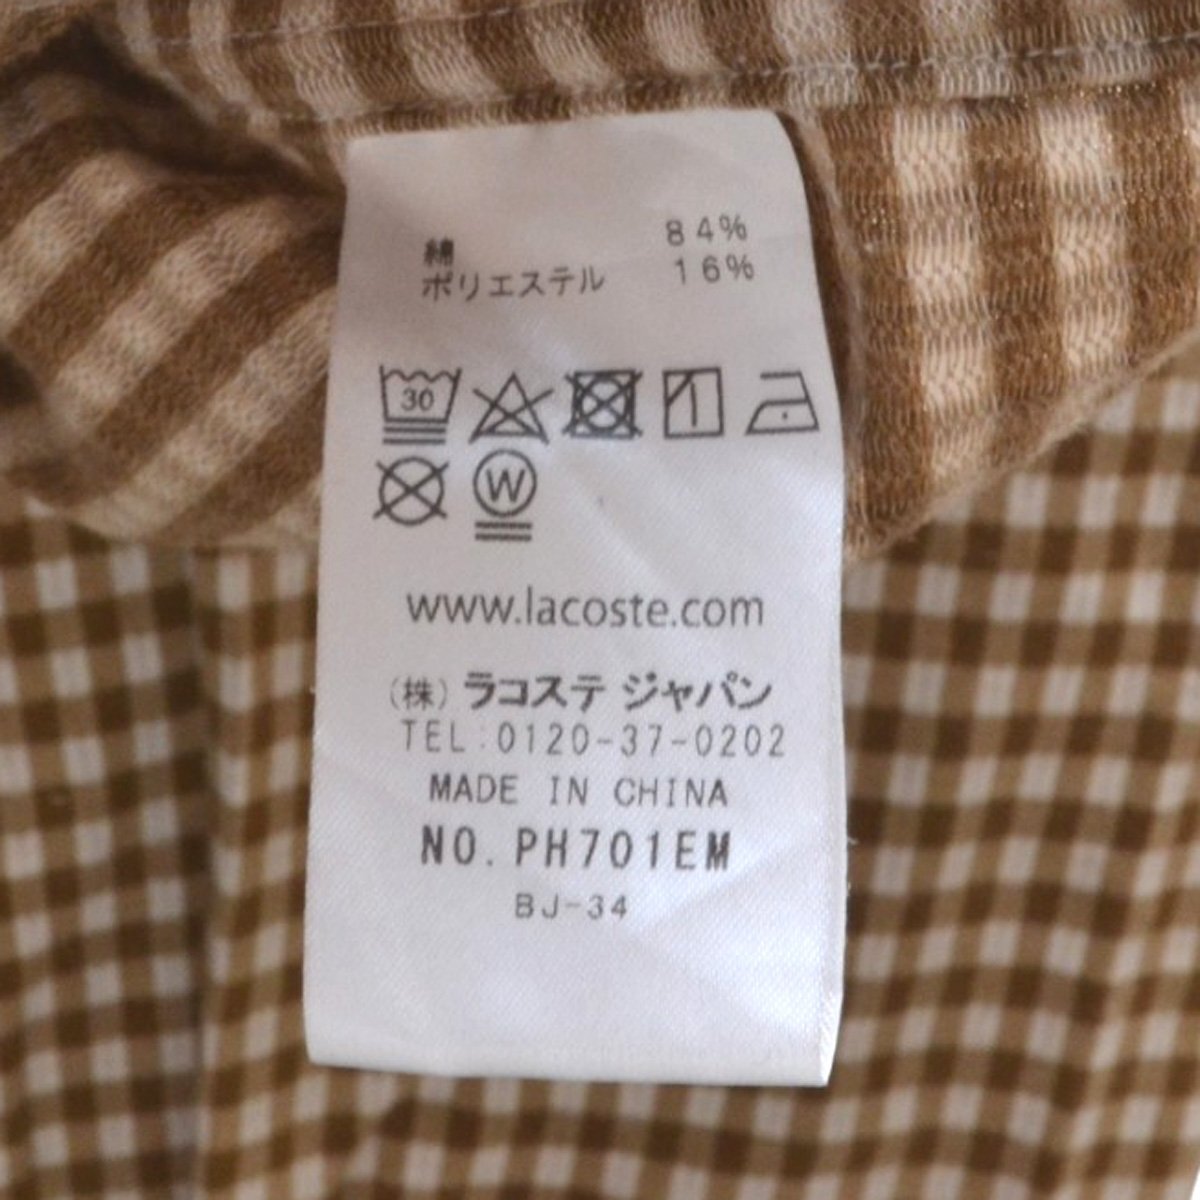 綿 84%
ポリエステル 16%
30
W
www.lacoste.com
(株)ラコステ ジャパン
TEL:0120-37-0202
MADE IN CHINA
NO. PH701EM
BJ-34